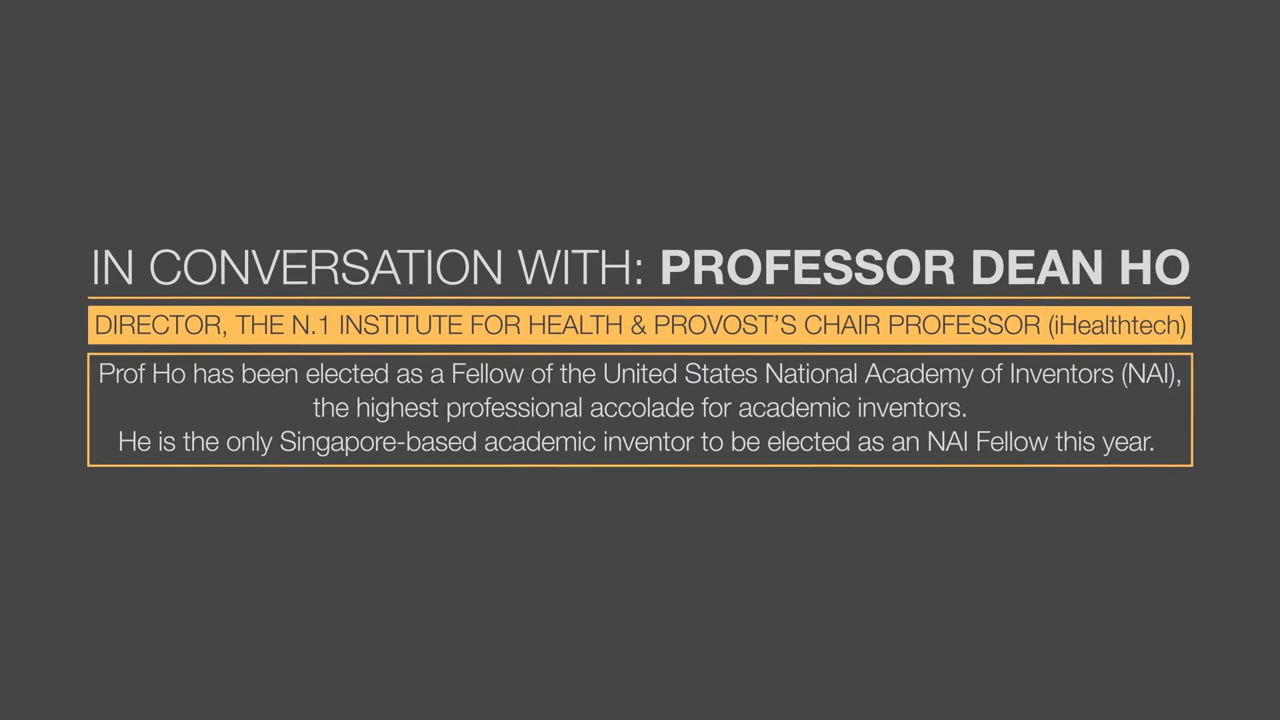 IN CONVERSATION WITH: PROFESSOR DEAN HO
DIRECTOR, THE N.1 INSTITUTE FOR HEALTH & PROVOST’S CHAIR PROFESSOR (iHealthtech)
Prof Ho has been elected as a Fellow of the United States National Academy of Inventors (NAI),
the highest professional accolade for academic inventors.
He is the only Singapore-based academic inventor to be elected as an NAI Fellow this year.